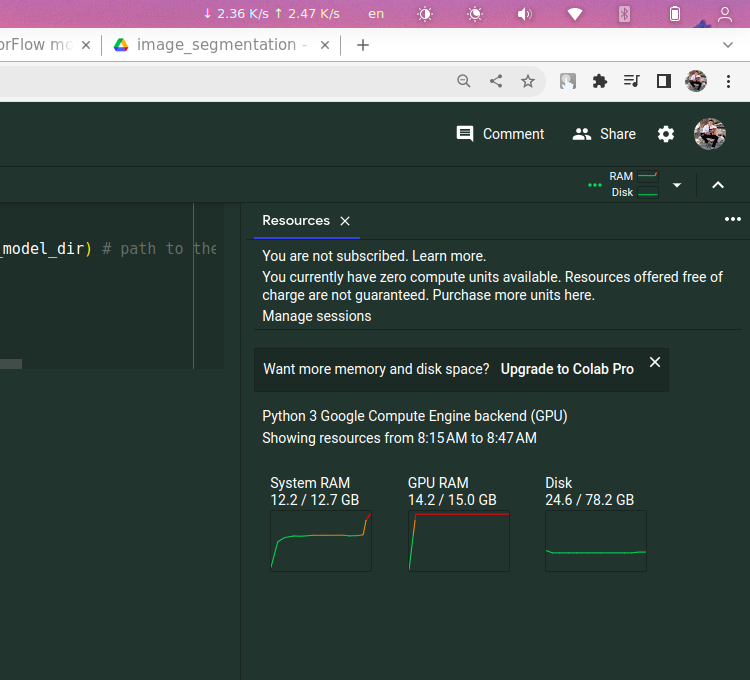 ↓ 2.36 K/s ↑ 2.47 K/s en
orFlow mo
image_segmentation -
Comment
Share
RAM
Disk
_model_dir) # path to the
Resources
You are not subscribed. Learn more.
You currently have zero compute units available. Resources offered free of
charge are not guaranteed. Purchase more units here.
Manage sessions
Want more memory and disk space? Upgrade to Colab Pro
Python 3 Google Compute Engine backend (GPU)
Showing resources from 8:15 AM to 8:47 AM
System RAM
12.2 / 12.7 GB
GPU RAM
14.2 / 15.0 GB
Disk
24.6 / 78.2 GB